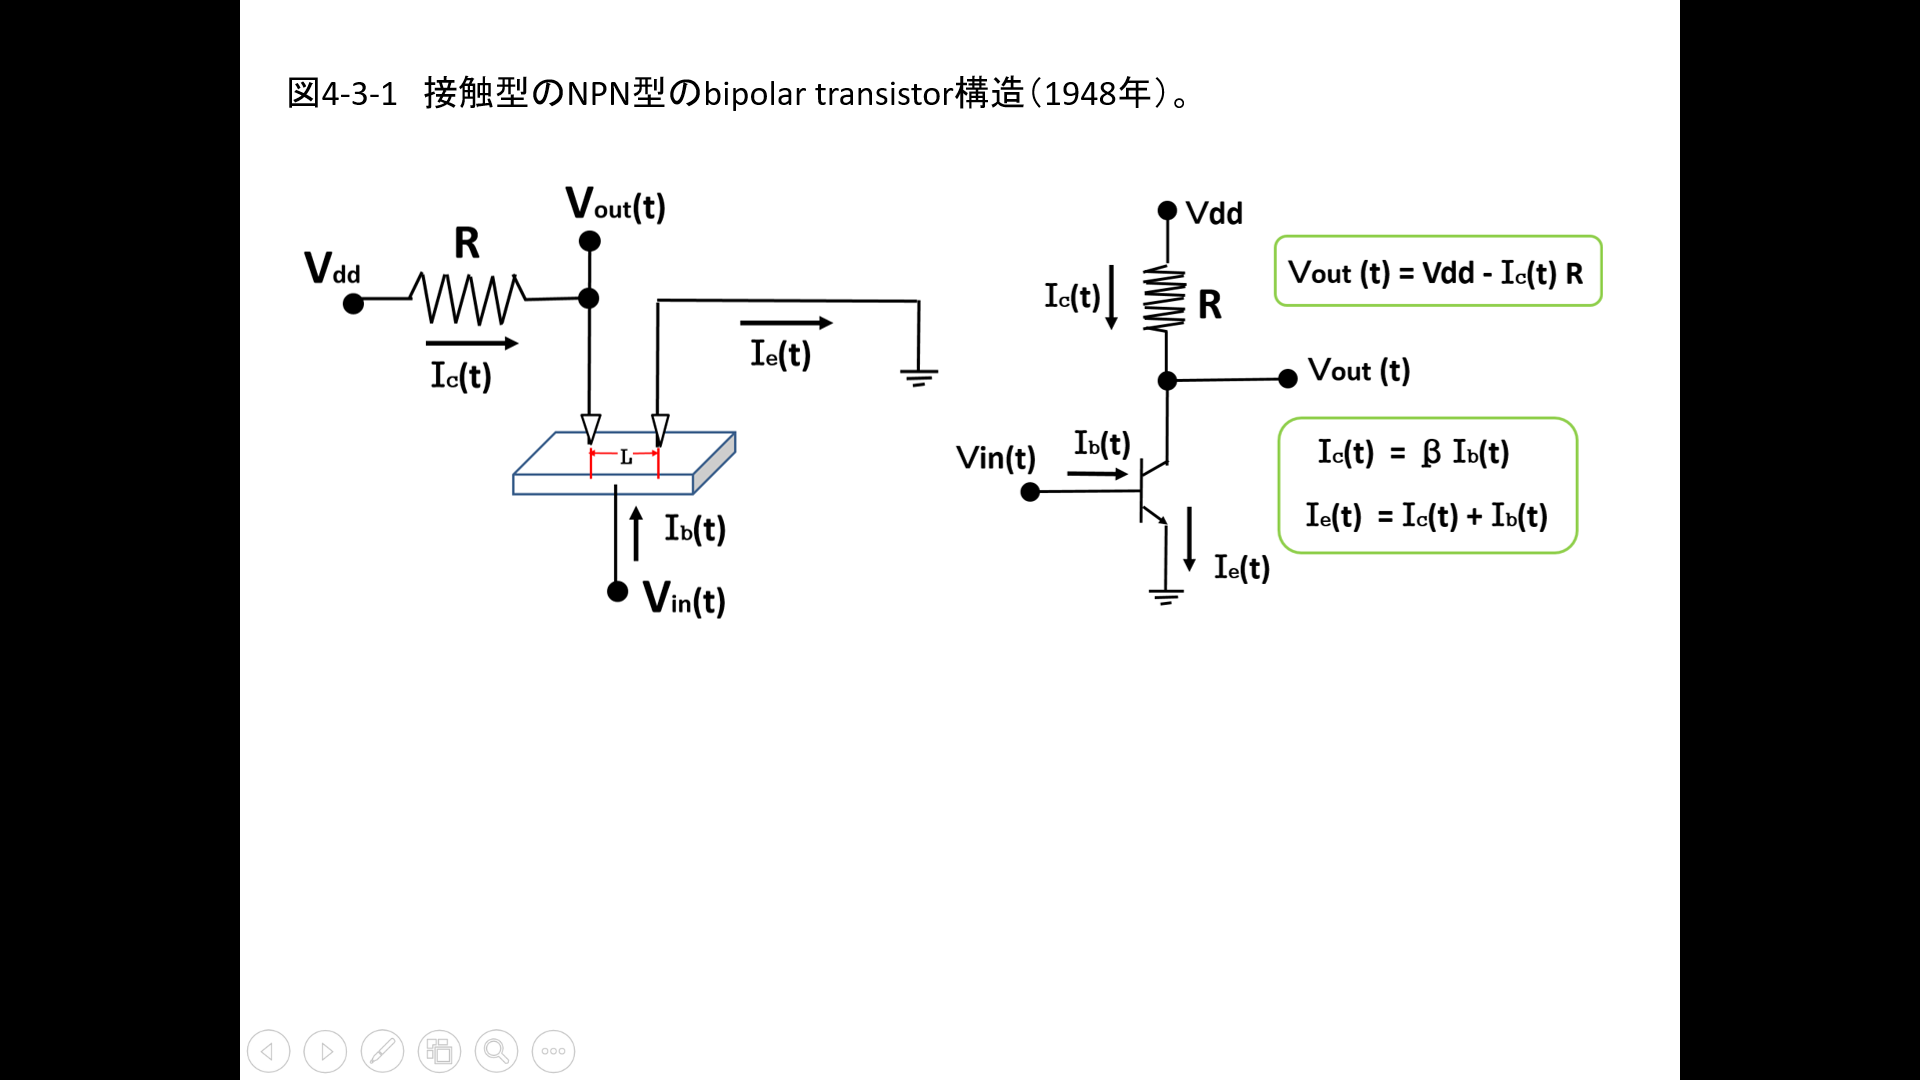 図4-3-1 接触型のNPN型のbipolar transistor構造（1948年）。
Vout(t)
R
Vdd
Ic(t)
Ie(t)
L
Ib(t)
Vin(t)
Vdd
Ic(t)
R
Vout (t) = Vdd - Ic(t) R
Vout (t)
Vin(t)
Ib(t)
Ic(t) = β Ib(t)
Ie(t) = Ic(t) + Ib(t)
Ie(t)